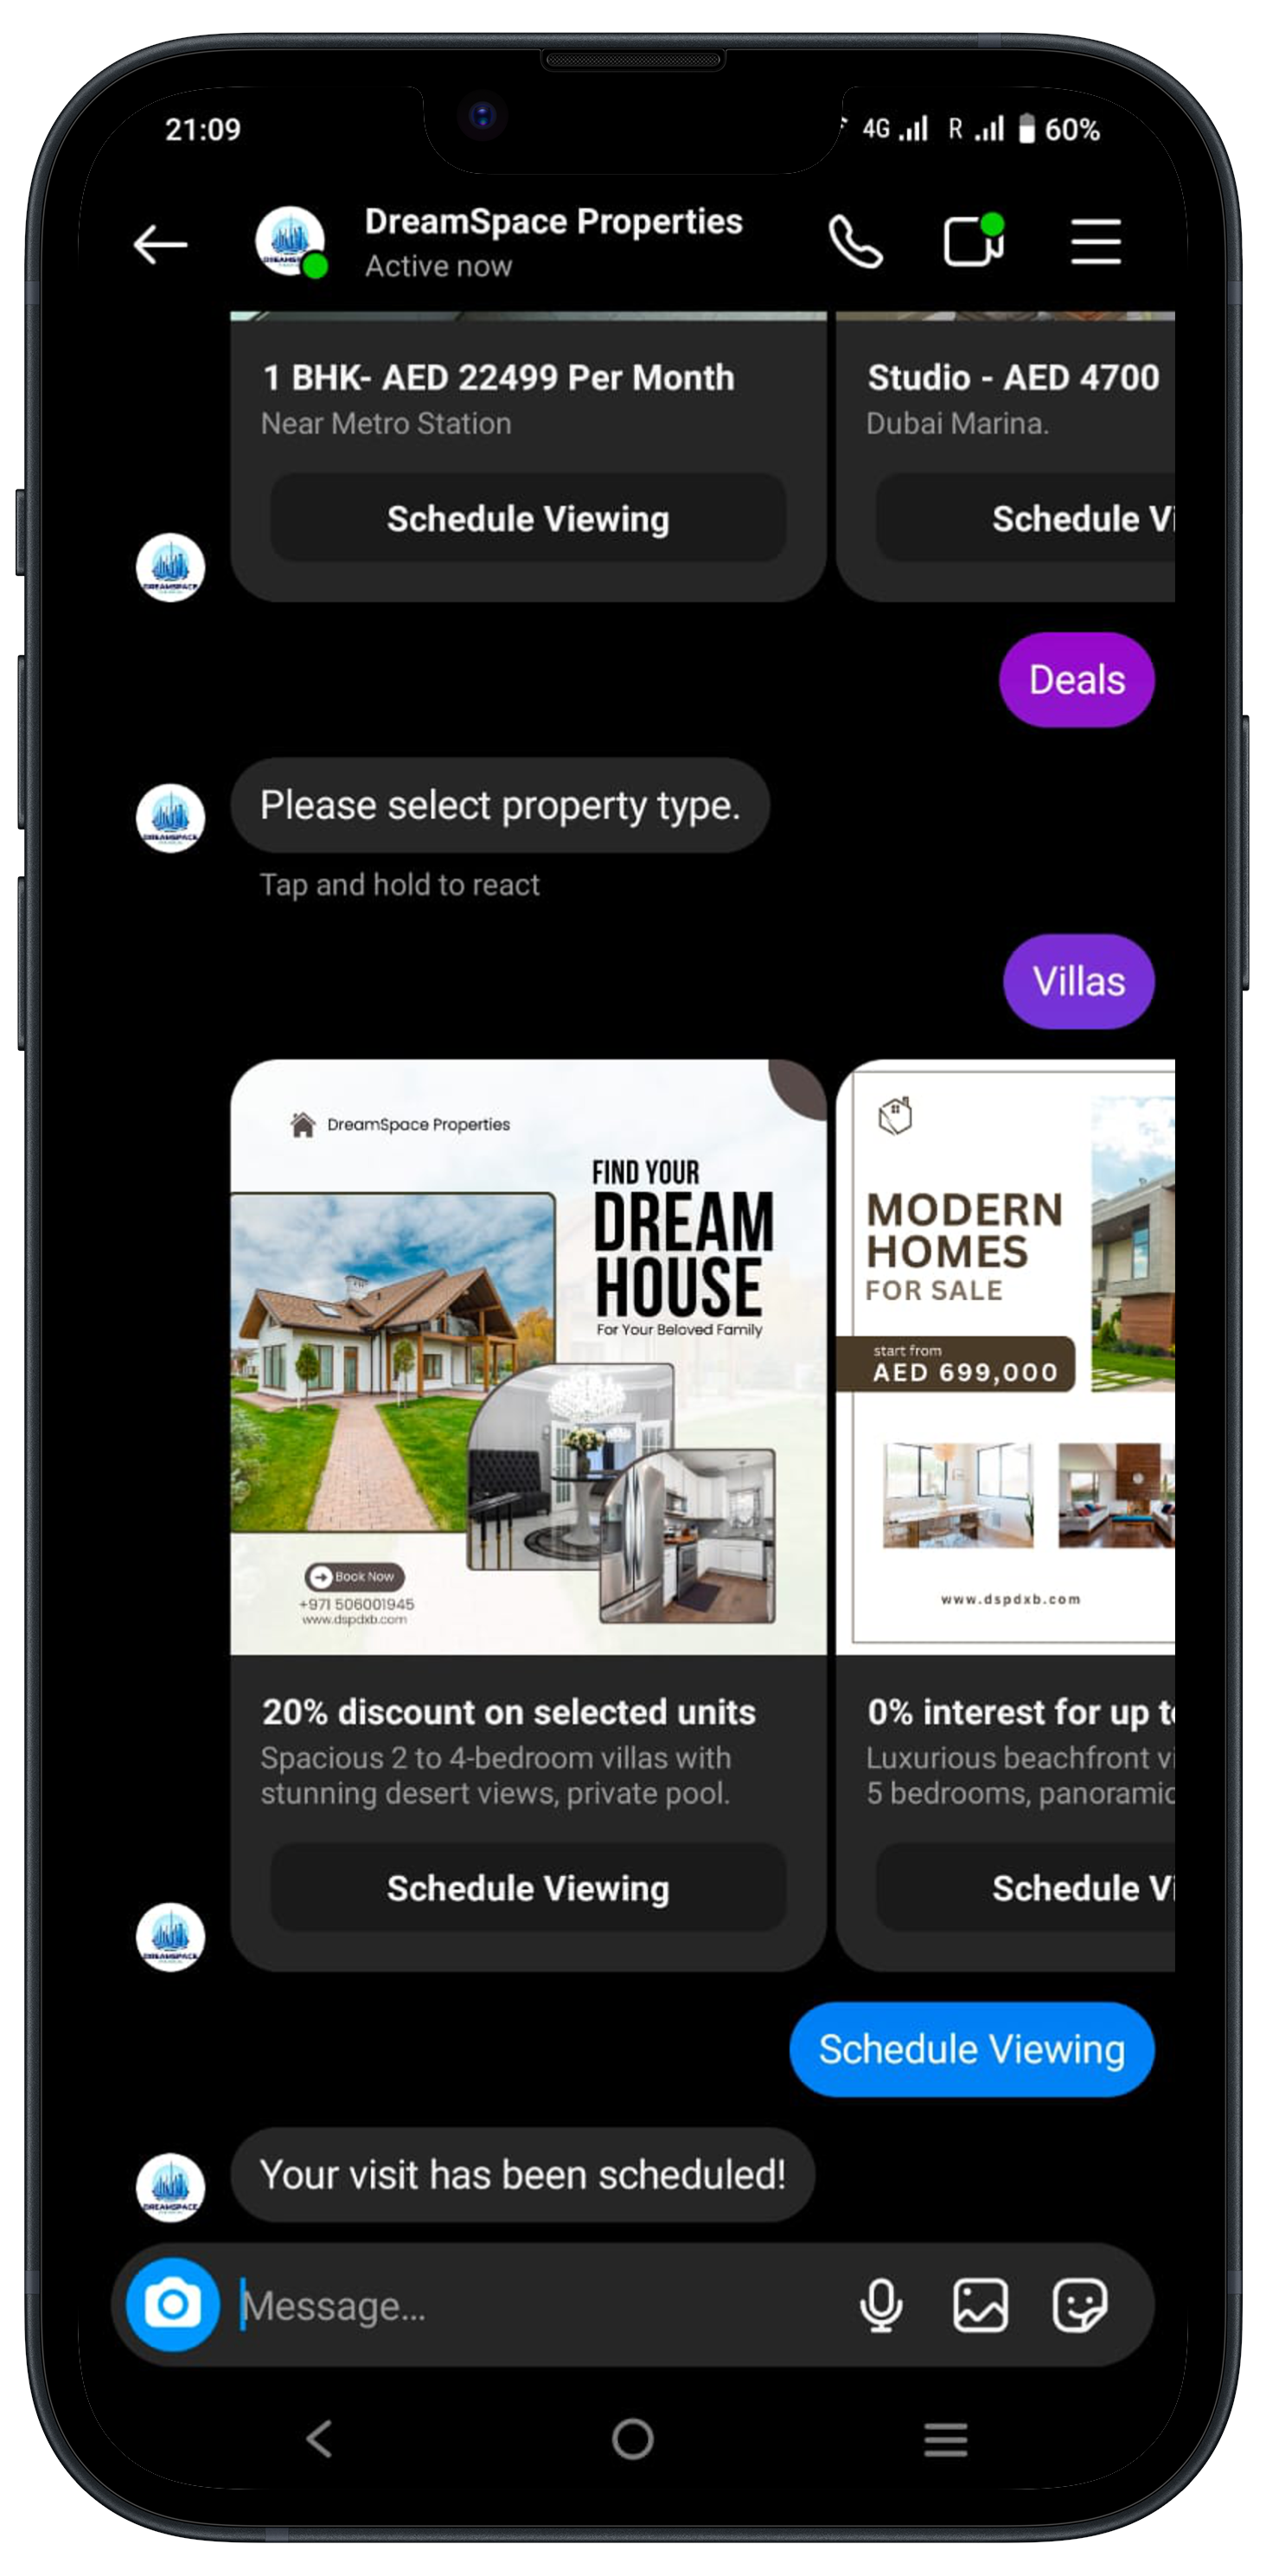 21:09
4G R 60%
DreamSpace Properties
Active now
1 BHK- AED 22499 Per Month
Near Metro Station
Schedule Viewing
Studio - AED 4700
Dubai Marina.
Schedule Vi
Deals
Please select property type.
Tap and hold to react
Villas
DreamSpace Properties
FIND YOUR
DREAM
HOUSE
For Your Beloved Family
Book Now
+971 506001945
www.dspdxb.com
20% discount on selected units
Spacious 2 to 4-bedroom villas with
stunning desert views, private pool.
Schedule Viewing
MODERN
HOMES
FOR SALE
start from
AED 699,000
www.dspdxb.com
0% interest for up to
Luxurious beachfront vi
5 bedrooms, panoramic
Schedule Vi
Schedule Viewing
Your visit has been scheduled!
Message...